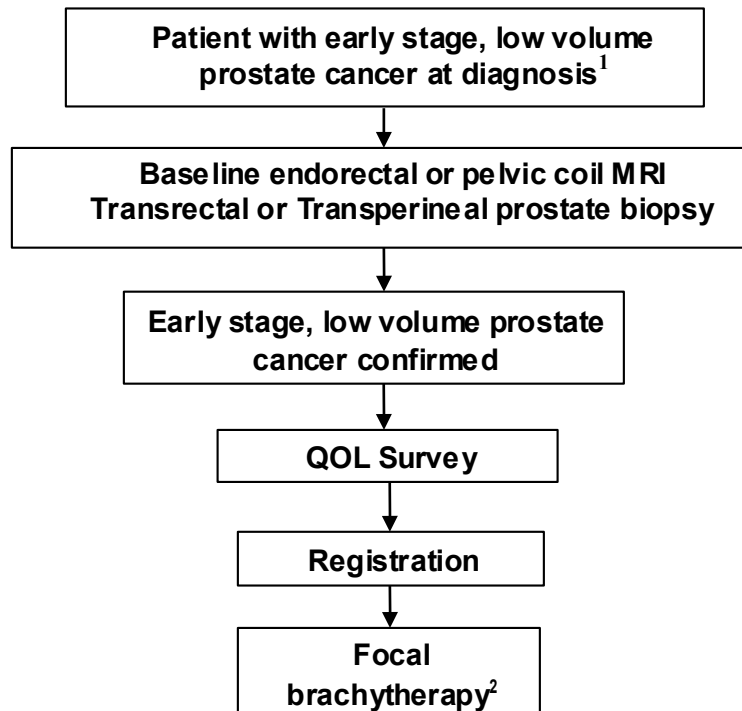 Patient with early stage, low volume
prostate cancer at diagnosis¹
Baseline endorectal or pelvic coil MRI
Transrectal or Transperineal prostate biopsy
Early stage, low volume prostate
cancer confirmed
QOL Survey
Registration
Focal
brachytherapy²